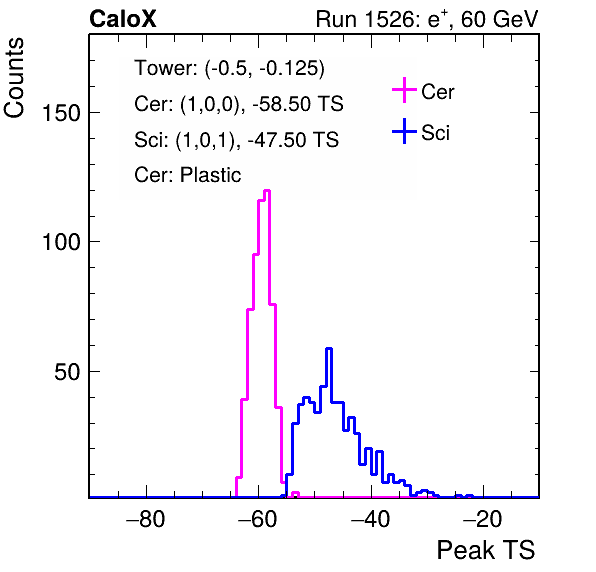 CaloX Run 1526: e⁺, 60 GeV
Counts
Tower: (-0.5, -0.125)
Cer: (1,0,0), -58.50 TS
Sci: (1,0,1), -47.50 TS
Cer: Plastic
Cer
Sci
150
100
50
−80 −60 −40 −20
Peak TS